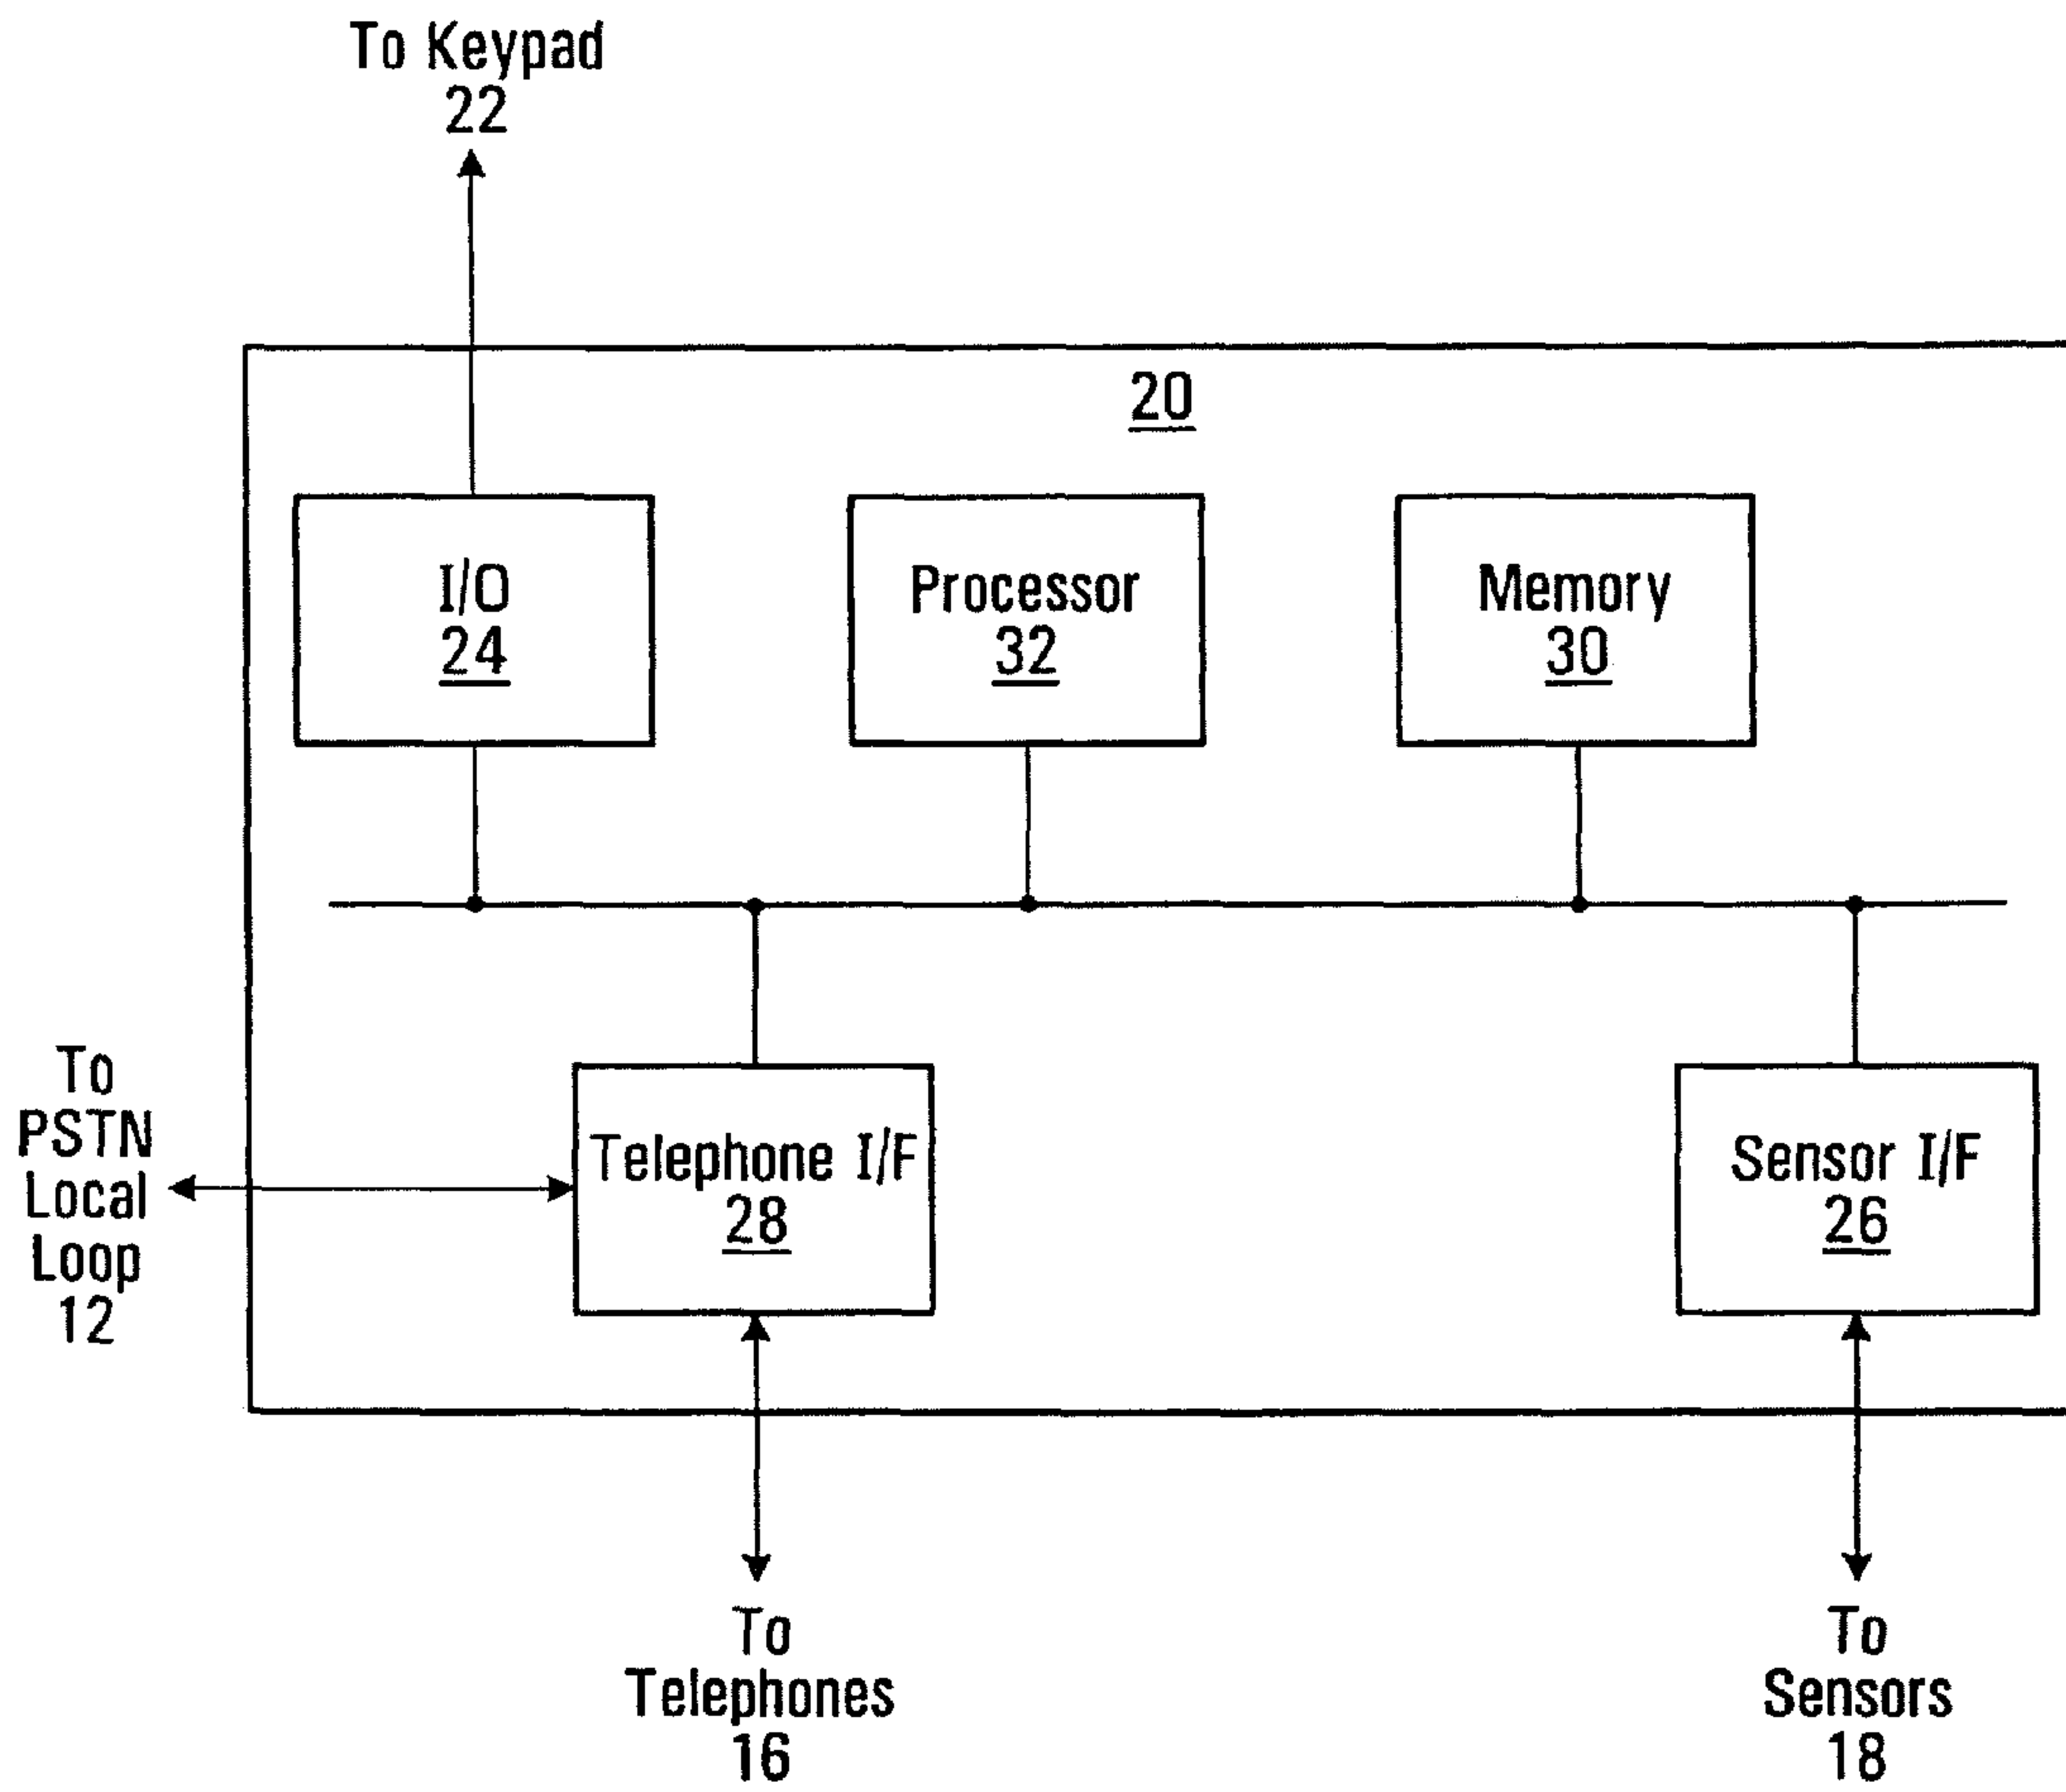 To Keypad
22
20
I/O
24
Processor
32
Memory
30
To
PSTN
Local
Loop
12
Telephone I/F
28
Sensor I/F
26
To
Telephones
16
To
Sensors
18